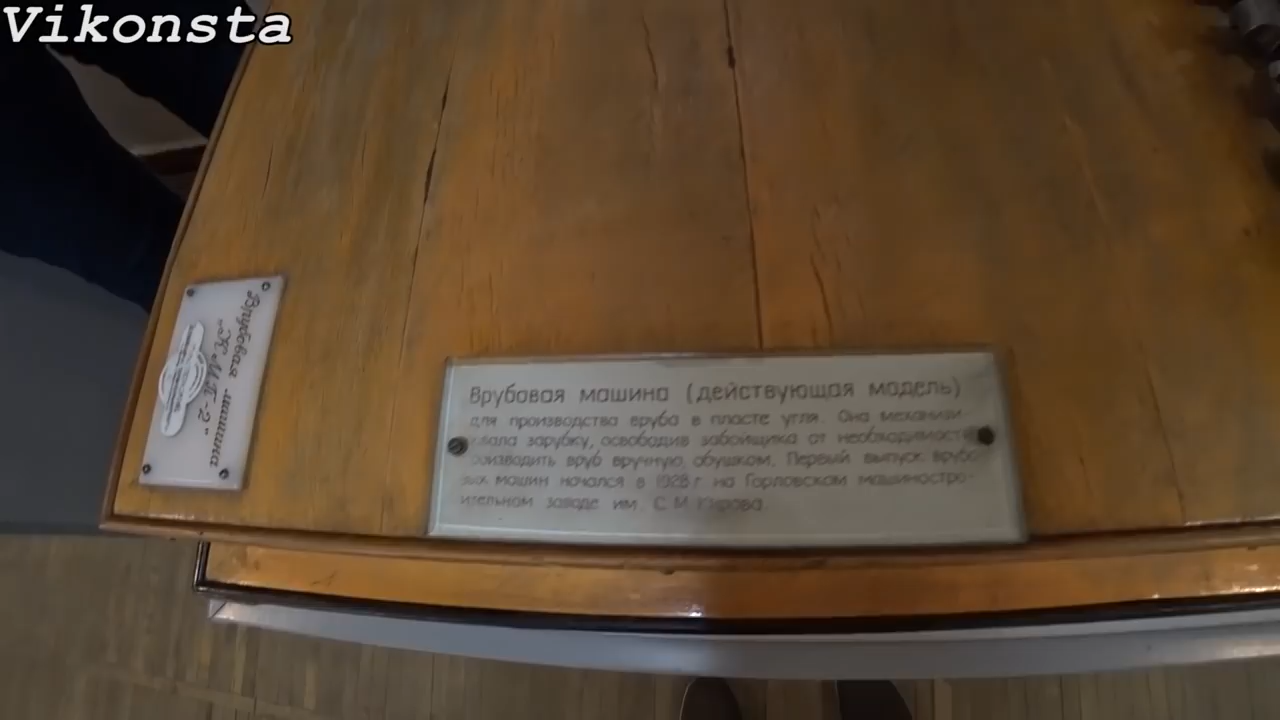 Vikonsta
Врубовая машина
„КМП-2"
Врубовая машина (действующая модель)
для производства вруба в пласте угля. Она механизи-
зарубку, освободив забойщика от необходимости
производить вруб вручную, обушком. Первый выпуск врубо-
вых машин начался в 1928 г. на Горловском машиностро-
ительном заводе им. С. М. Кирова.